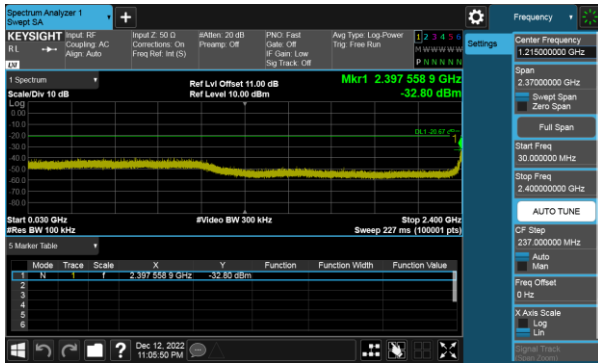 Spectrum Analyzer 1
Swept SA
KEYSIGHT
RL
Input: RF
Coupling: AC
Align: Auto
Input Z: 50 Ω
Corrections: On
Freq Ref: Int (S)
#Atten: 20 dB
Preamp: Off
PNO: Fast
Gate: Off
IF Gain: Low
Sig Track: Off
Avg Type: Log-Power
Trig: Free Run
1 2 3 4 5 6
M W W W W W
P N N N N N
1 Spectrum
Scale/Div 10 dB
Ref Lvl Offset 11.00 dB
Ref Level 10.00 dBm
Mkr1 2.397 558 9 GHz
-32.80 dBm
Log
0.00
-10.0
-20.0
-30.0
-40.0
-50.0
-60.0
-70.0
-80.0
1
Start 0.030 GHz
#Res BW 100 kHz
#Video BW 300 kHz
Stop 2.400 GHz
Sweep 227 ms (100001 pts)
5 Marker Table
Mode Trace Scale X Y Function Function Width Function Value
1 N 1 f 2.397 558 9 GHz -32.80 dBm
2
3
4
5
6
Dec 12, 2022
11:05:50 PM
Frequency
Settings
Center Frequency
1.215000000 GHz
Span
2.37000000 GHz
Swept Span
Zero Span
Full Span
Start Freq
30.000000 MHz
Stop Freq
2.400000000 GHz
AUTO TUNE
CF Step
237.000000 MHz
Auto
Man
Freq Offset
0 Hz
X Axis Scale
Log
Lin
Signal Track
(Span Zoom)